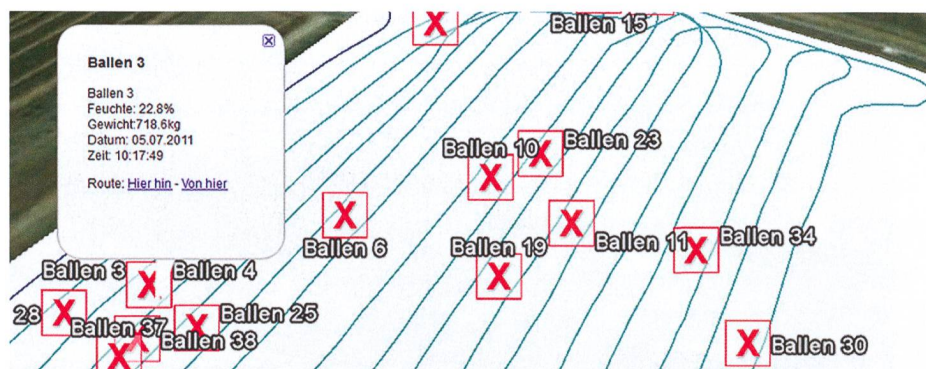 Ballen 15
Ballen 3
Ballen 3
Feuchte: 22.8%
Gewicht:718.6kg
Datum: 05.07.2011
Zeit: 10:17:49
Route: Hier hin - Von hier
Ballen 10
Ballen 23
Ballen 6
Ballen 19
Ballen 11
Ballen 34
Ballen 3
Ballen 4
28
Ballen 37
Ballen 25
Ballen 38
Ballen 30